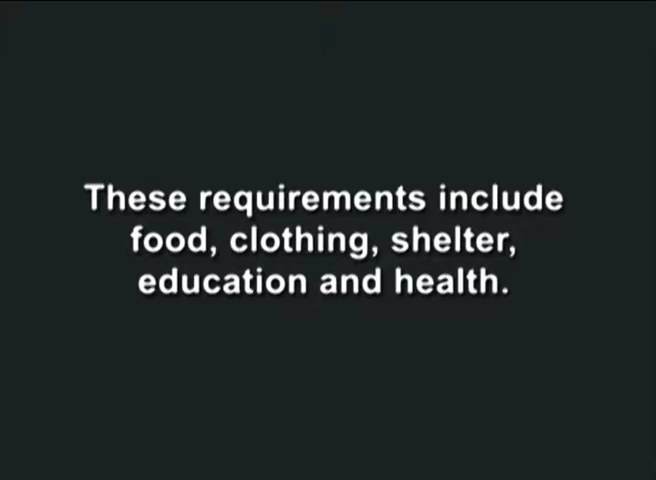 These requirements include
food, clothing, shelter,
education and health.